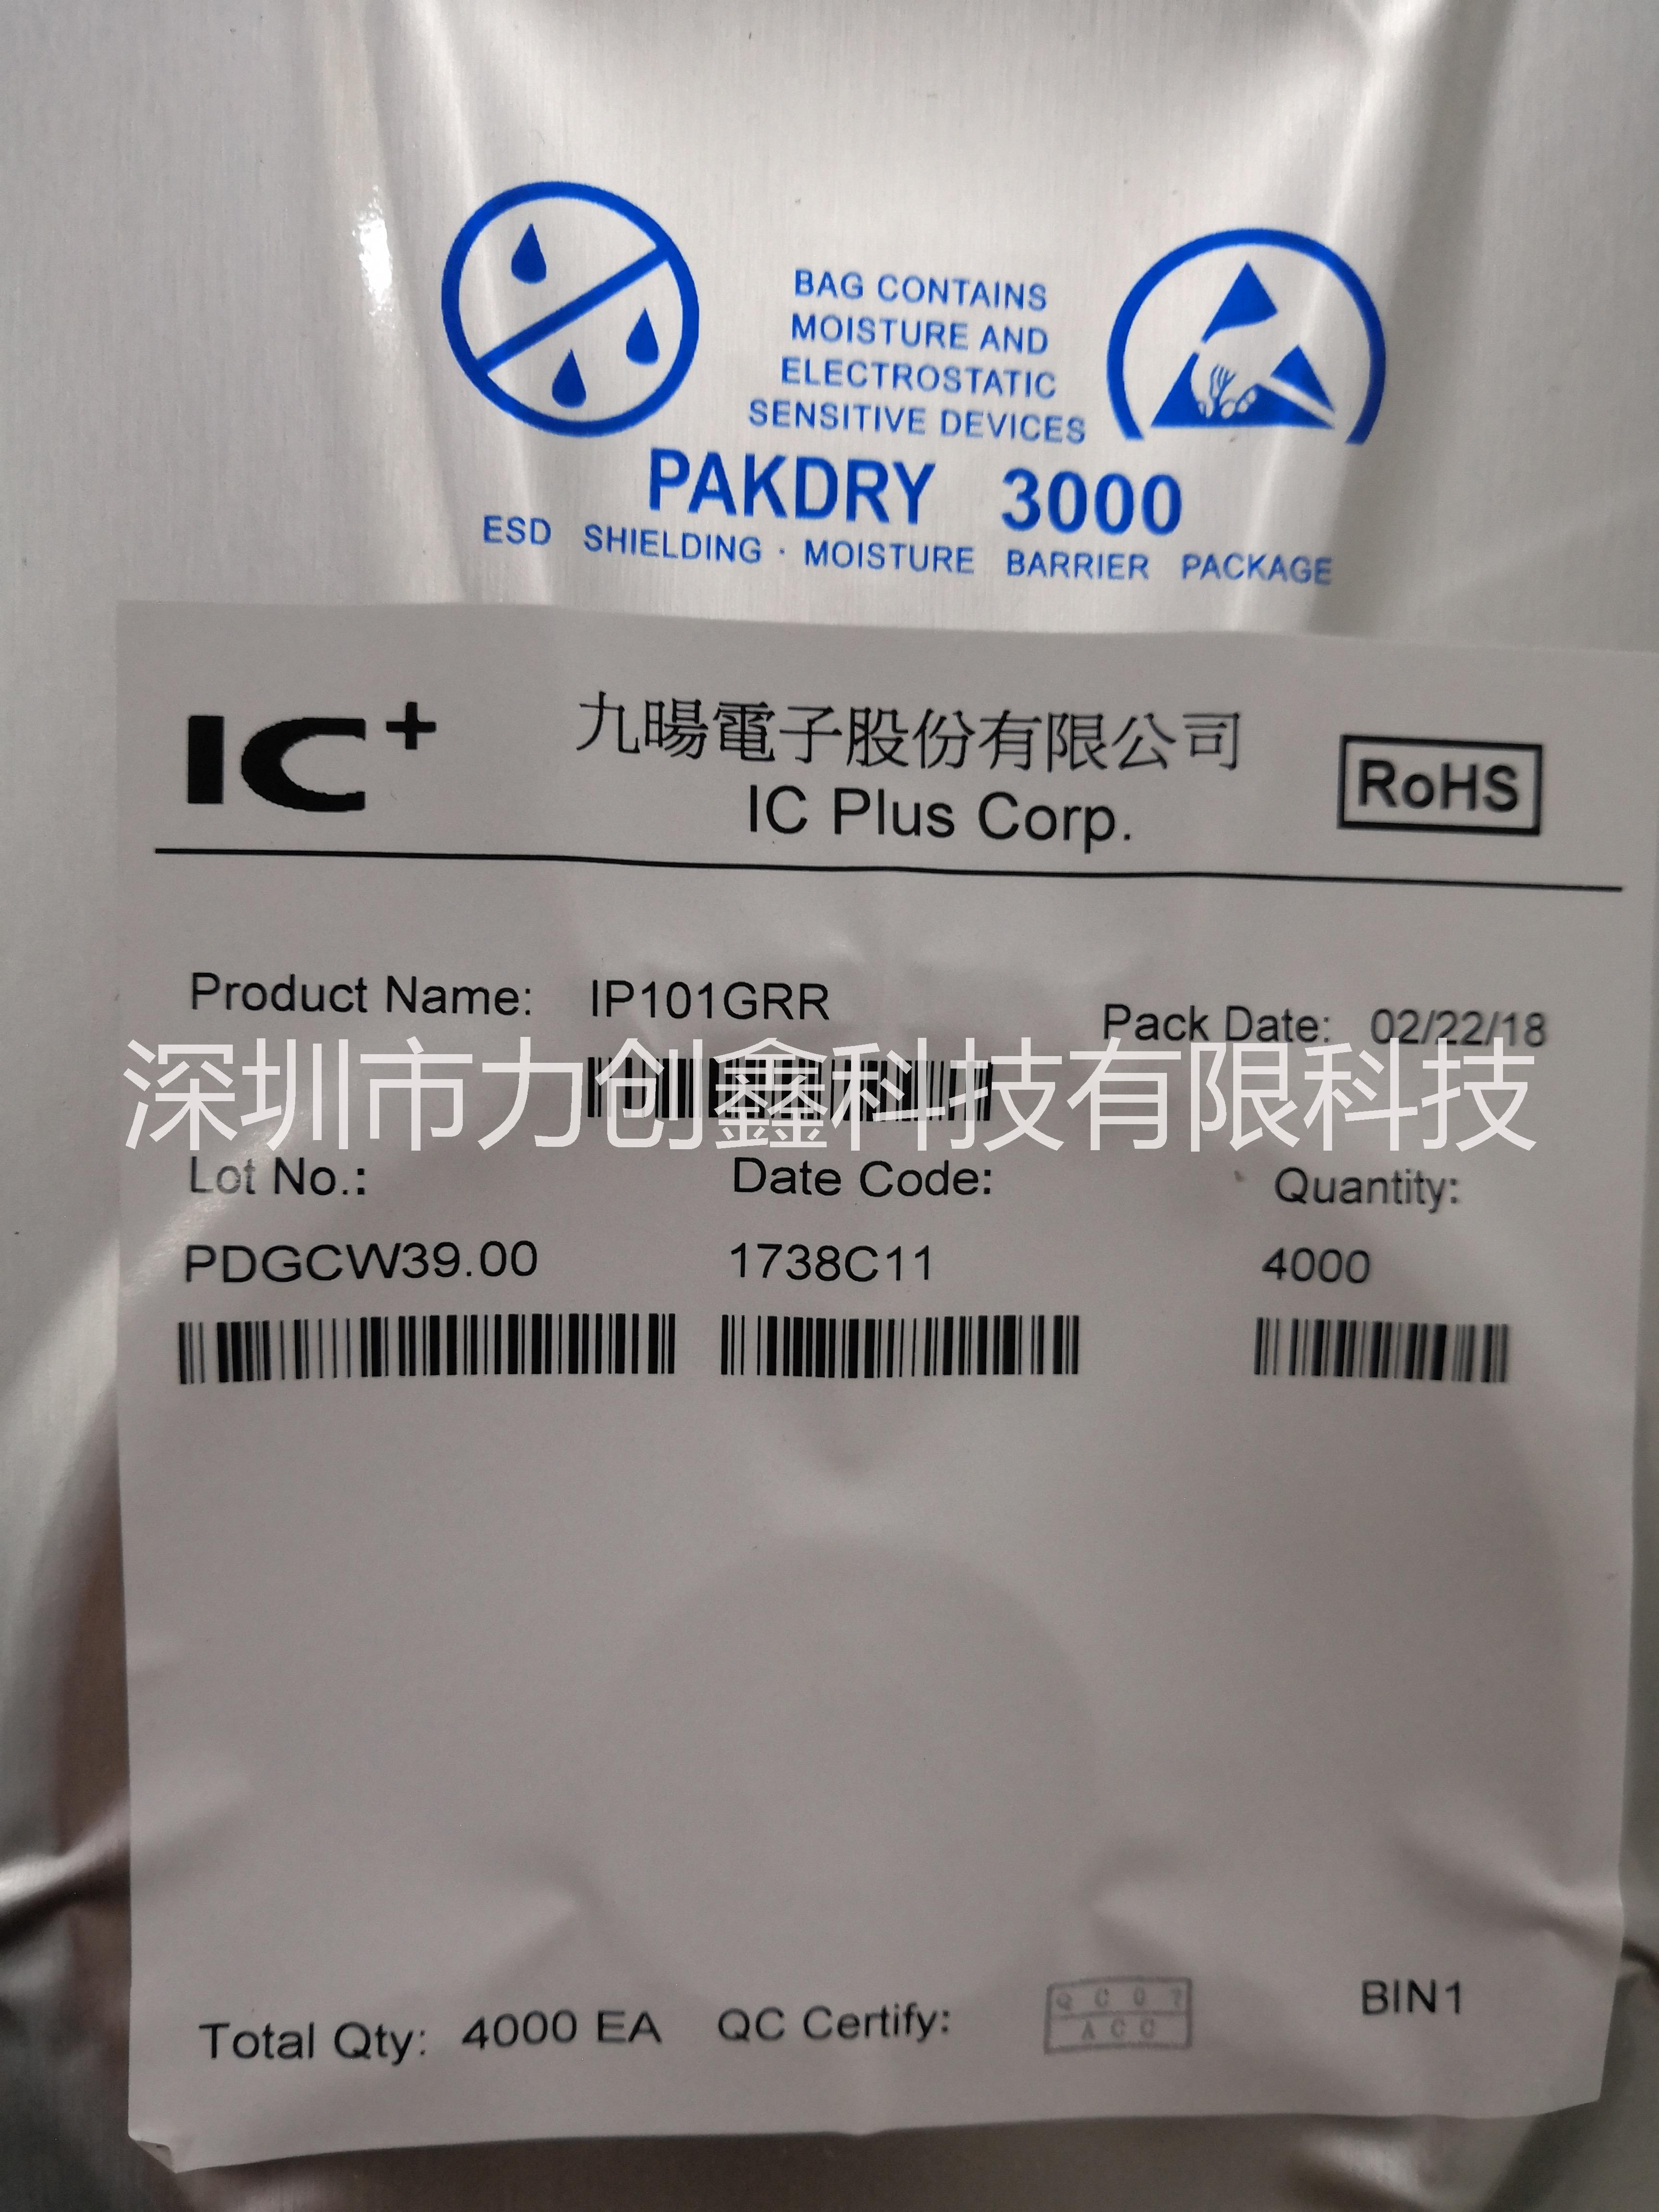 BAG CONTAINS
MOISTURE AND
ELECTROSTATIC
SENSITIVE DEVICES
PAKDRY 3000
ESD SHIELDING · MOISTURE BARRIER PACKAGE
IC+
九暘電子股份有限公司
IC Plus Corp.
RoHS
Product Name: IP101GRR
Pack Date: 02/22/18
深圳市力创鑫科技有限科技
Lot No.: Date Code: Quantity:
PDGCW39.00 1738C11 4000
Total Qty: 4000 EA QC Certify:
ACC
BIN1